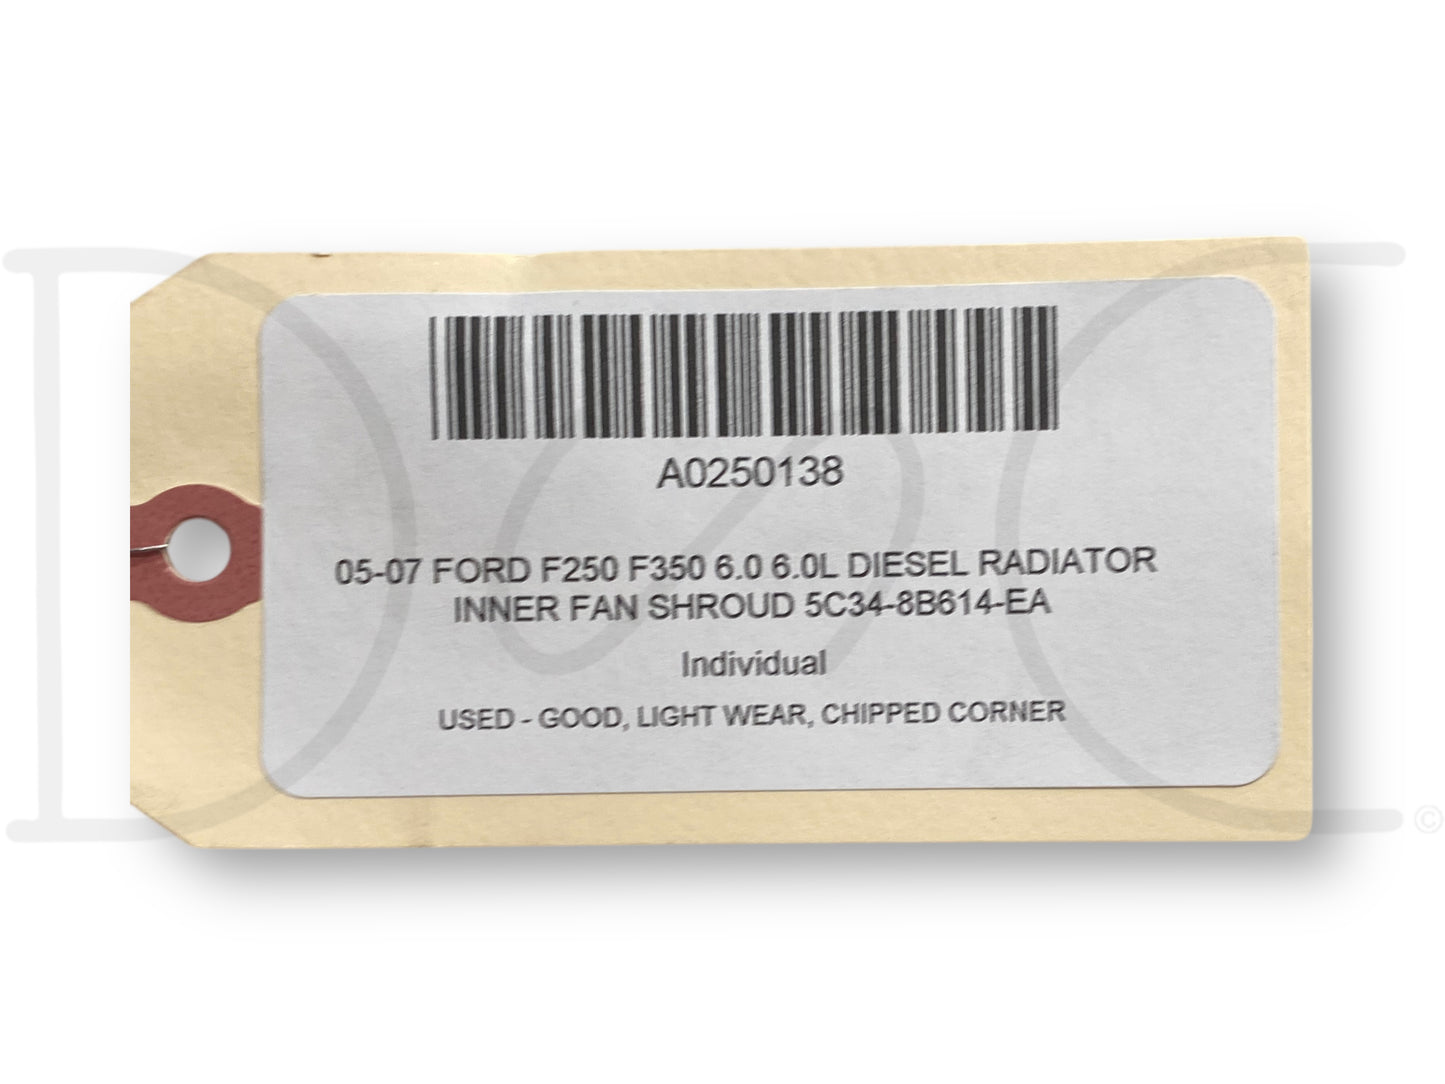 A0250138
05-07 FORD F250 F350 6.0 6.0L DIESEL RADIATOR
INNER FAN SHROUD 5C34-8B614-EA
Individual
USED - GOOD, LIGHT WEAR, CHIPPED CORNER
©